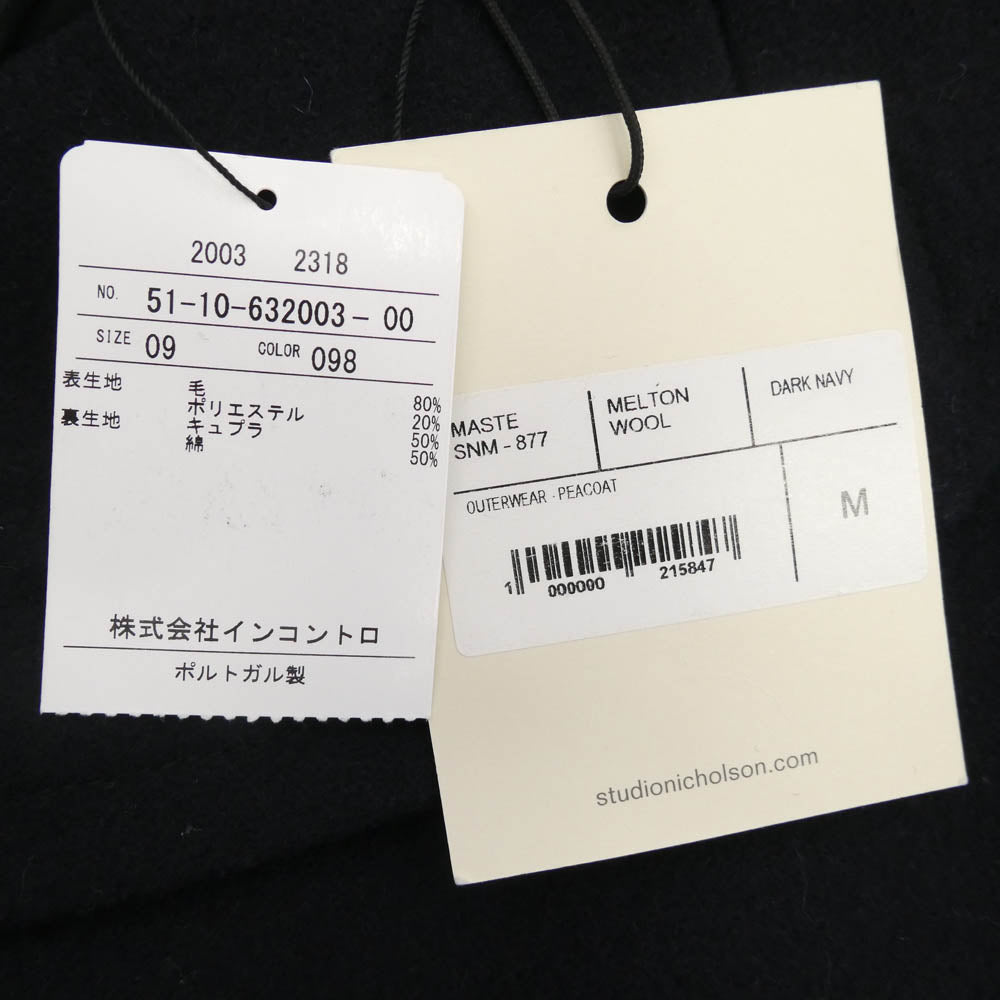 2003 2318
NO. 51-10-632003-00
SIZE 09 COLOR 098
表生地 毛 80%
ポリエステル 20%
裏生地 キュプラ 50%
綿 50%
株式会社インコントロ
ポルトガル製
MASTE
SNM-877
MELTON
WOOL
DARK NAVY
OUTERWEAR - PEACOAT
M
1 000000 215847
studionicholson.com